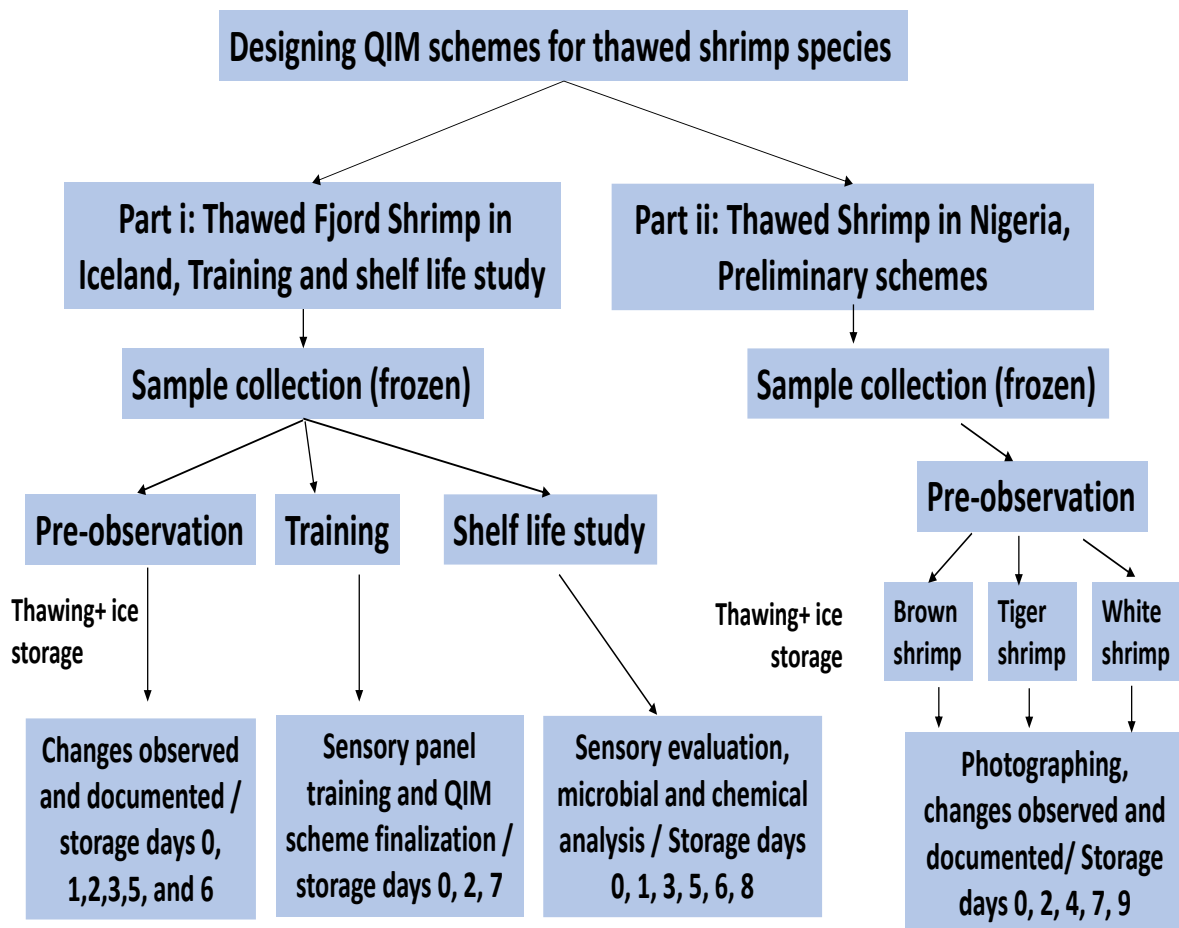 Designing QIM schemes for thawed shrimp species
Part i: Thawed Fjord Shrimp in
Iceland, Training and shelf life study
Part ii: Thawed Shrimp in Nigeria,
Preliminary schemes
Sample collection (frozen)
Sample collection (frozen)
Pre-observation
Training
Shelf life study
Pre-observation
Thawing+ ice
storage
Thawing+ ice
storage
Brown
shrimp
Tiger
shrimp
White
shrimp
Changes observed
and documented /
storage days 0,
1,2,3,5, and 6
Sensory panel
training and QIM
scheme finalization /
storage days 0, 2, 7
Sensory evaluation,
microbial and chemical
analysis / Storage days
0, 1, 3, 5, 6, 8
Photographing,
changes observed and
documented/ Storage
days 0, 2, 4, 7, 9